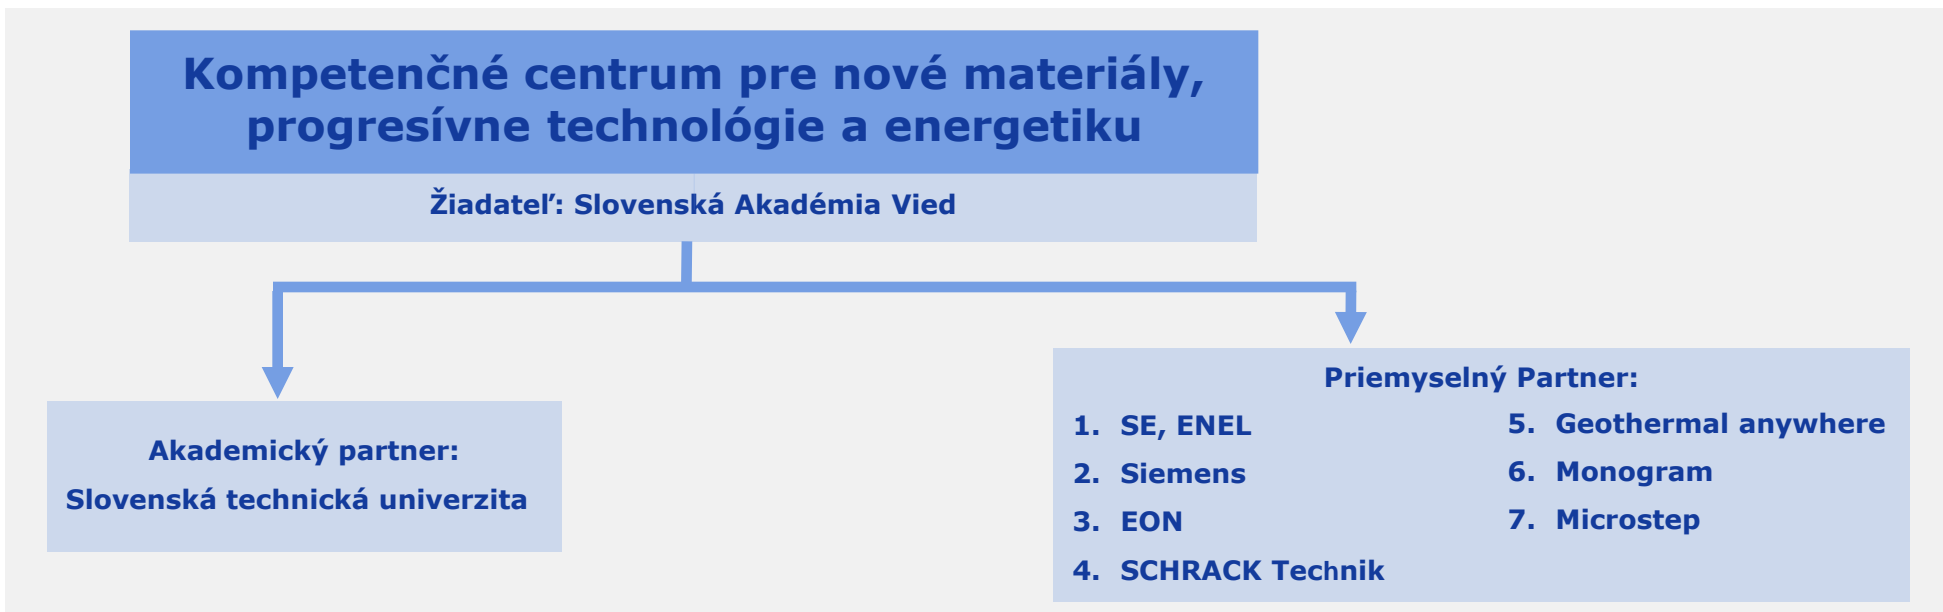 Kompetenčné centrum pre nové materiály,
progresívne technológie a energetiku
Žiadateľ: Slovenská Akadémia Vied
Akademický partner:
Slovenská technická univerzita
Priemyselný Partner:
1. SE, ENEL
2. Siemens
3. EON
4. SCHRACK Technik
5. Geothermal anywhere
6. Monogram
7. Microstep